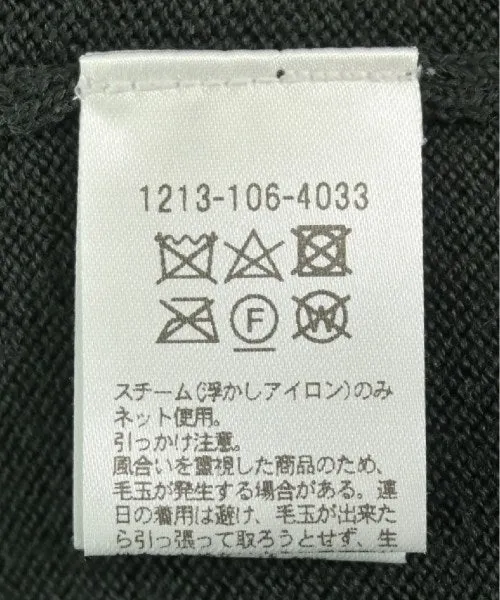 1213-106-4033
F
W
スチーム(浮かしアイロン)のみ
ネット使用。
引っかけ注意。
風合いを重視した商品のため、
毛玉が発生する場合がある。連
日の着用は避け、毛玉が出来た
ら引っ張って取ろうとせず、生